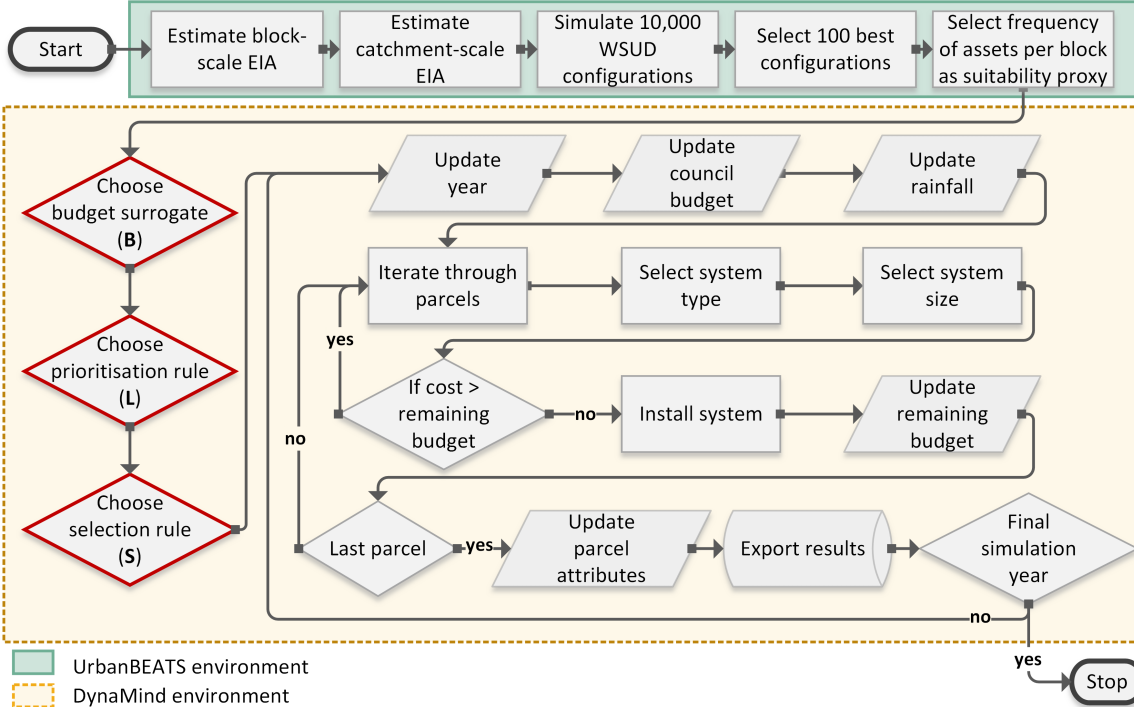 Start
Estimate block-
scale EIA
Estimate
catchment-scale
EIA
Simulate 10,000
WSUD
configurations
Select 100 best
configurations
Select frequency
of assets per block
as suitability proxy
Choose
budget surrogate
(B)
Update
year
Update
council
budget
Update
rainfall
Iterate through
parcels
Select system
type
Select system
size
yes
Choose
prioritisation rule
(L)
If cost >
remaining
budget
no
Install system
Update
remaining
budget
no
Choose
selection rule
(S)
Last parcel
yes
Update
parcel
attributes
Export results
Final
simulation
year
no
yes
Stop
UrbanBEATS environment
DynaMind environment